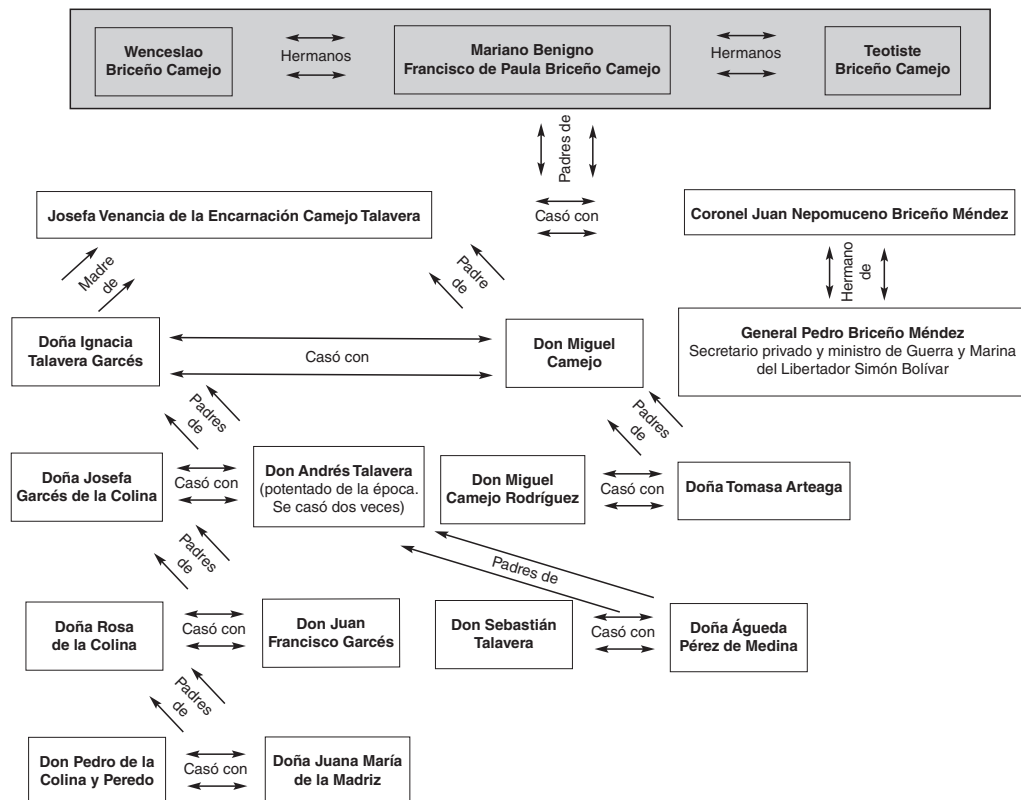 Wenceslao
Briceño Camejo
Hermanos
Mariano Benigno
Francisco de Paula Briceño Camejo
Hermanos
Teotiste
Briceño Camejo
Padres de
Josefa Venancia de la Encarnación Camejo Talavera
Casó con
Coronel Juan Nepomuceno Briceño Méndez
Madre
de
Padre
de
Hermano
de
Doña Ignacia
Talavera Garcés
Casó con
Don Miguel
Camejo
General Pedro Briceño Méndez
Secretario privado y ministro de Guerra y Marina
del Libertador Simón Bolívar
Padres
de
Padres
de
Doña Josefa
Garcés de la Colina
Casó con
Don Andrés Talavera
(potentado de la época.
Se casó dos veces)
Don Miguel
Camejo Rodríguez
Casó con
Doña Tomasa Arteaga
Padres
de
Padres de
Doña Rosa
de la Colina
Casó con
Don Juan
Francisco Garcés
Don Sebastián
Talavera
Casó con
Doña Águeda
Pérez de Medina
Padres
de
Don Pedro de la
Colina y Peredo
Casó con
Doña Juana María
de la Madriz